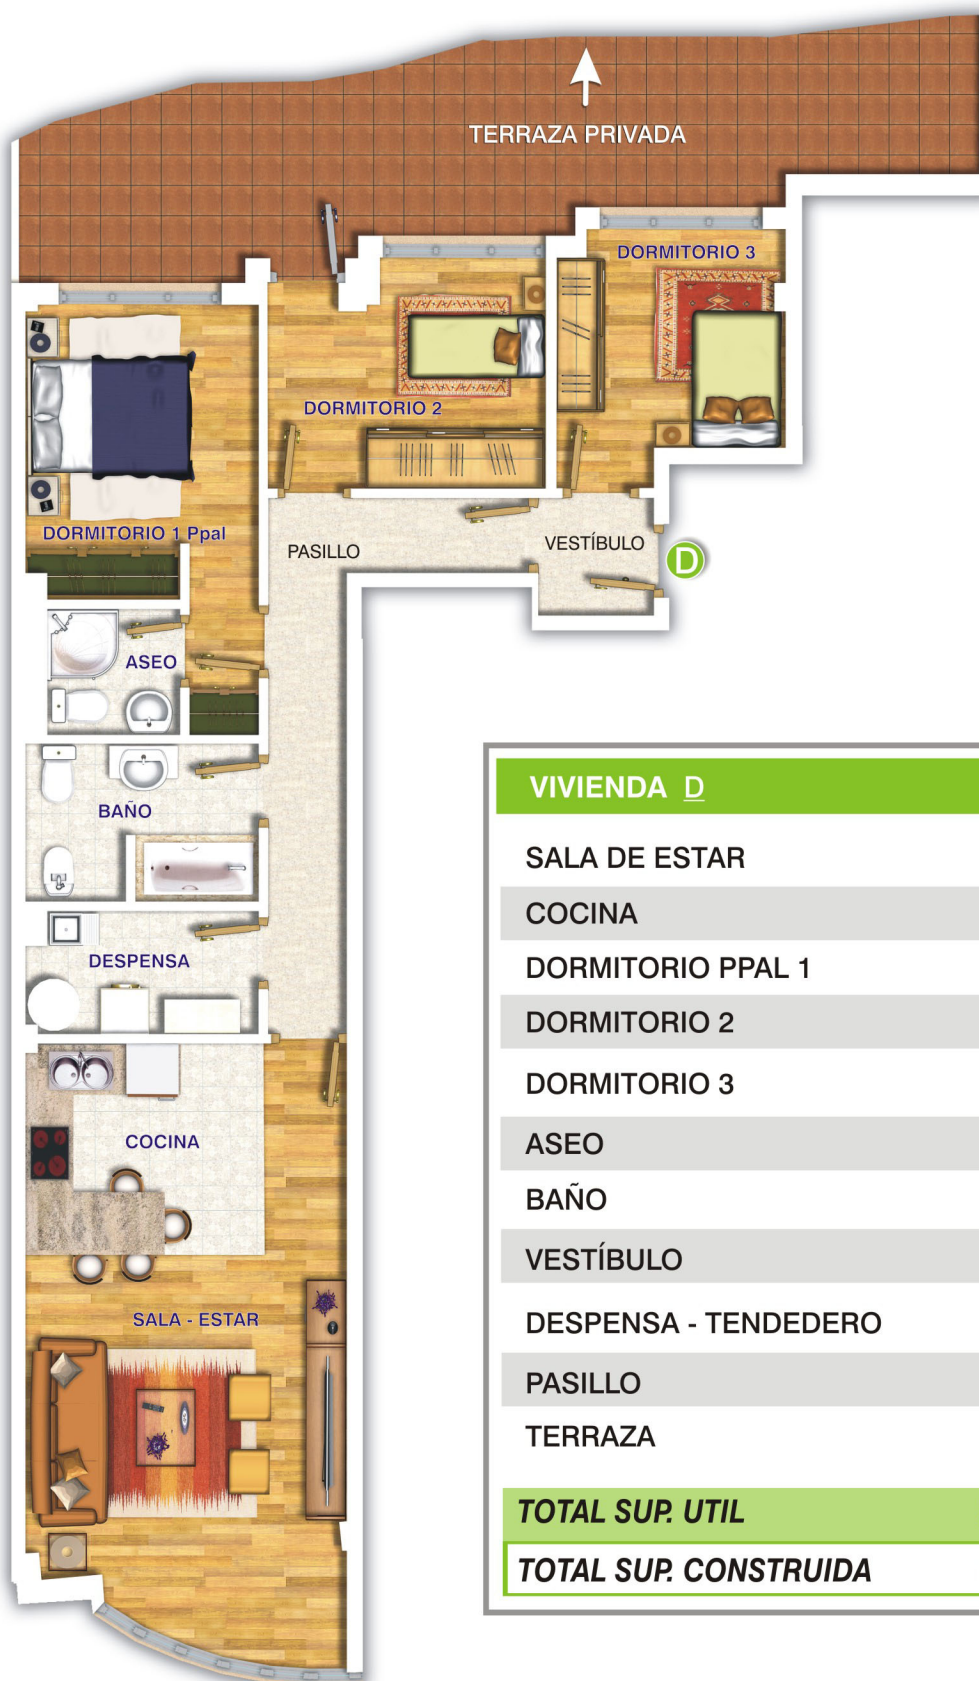 TERRAZA PRIVADA
DORMITORIO 3
DORMITORIO 2
DORMITORIO 1 Ppal
PASILLO
VESTÍBULO
D
ASEO
BAÑO
DESPENSA
COCINA
SALA - ESTAR
VIVIENDA D
SALA DE ESTAR
COCINA
DORMITORIO PPAL 1
DORMITORIO 2
DORMITORIO 3
ASEO
BAÑO
VESTÍBULO
DESPENSA - TENDEDERO
PASILLO
TERRAZA
TOTAL SUP. UTIL
TOTAL SUP. CONSTRUIDA